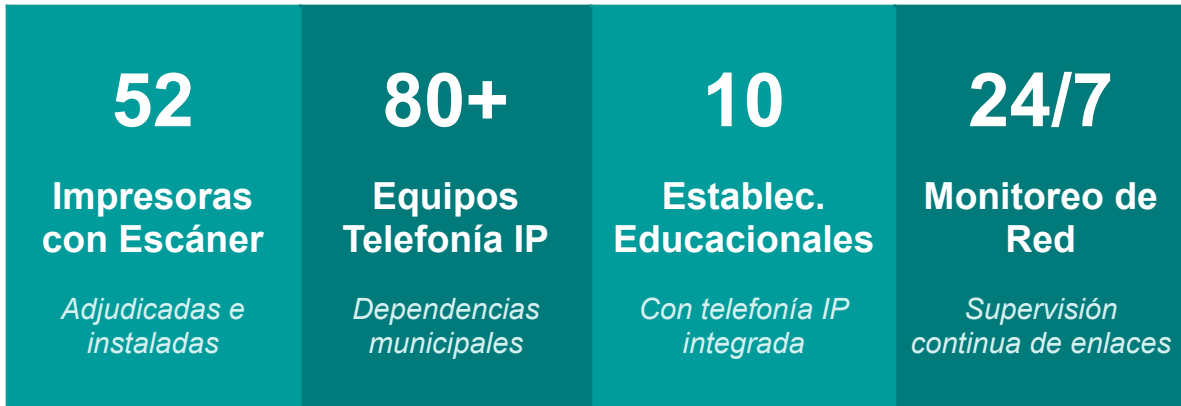 52
Impresoras
con Escáner
Adjudicadas e
instaladas
80+
Equipos
Telefonía IP
Dependencias
municipales
10
Establec.
Educacionales
Con telefonía IP
integrada
24/7
Monitoreo de
Red
Supervisión
continua de enlaces